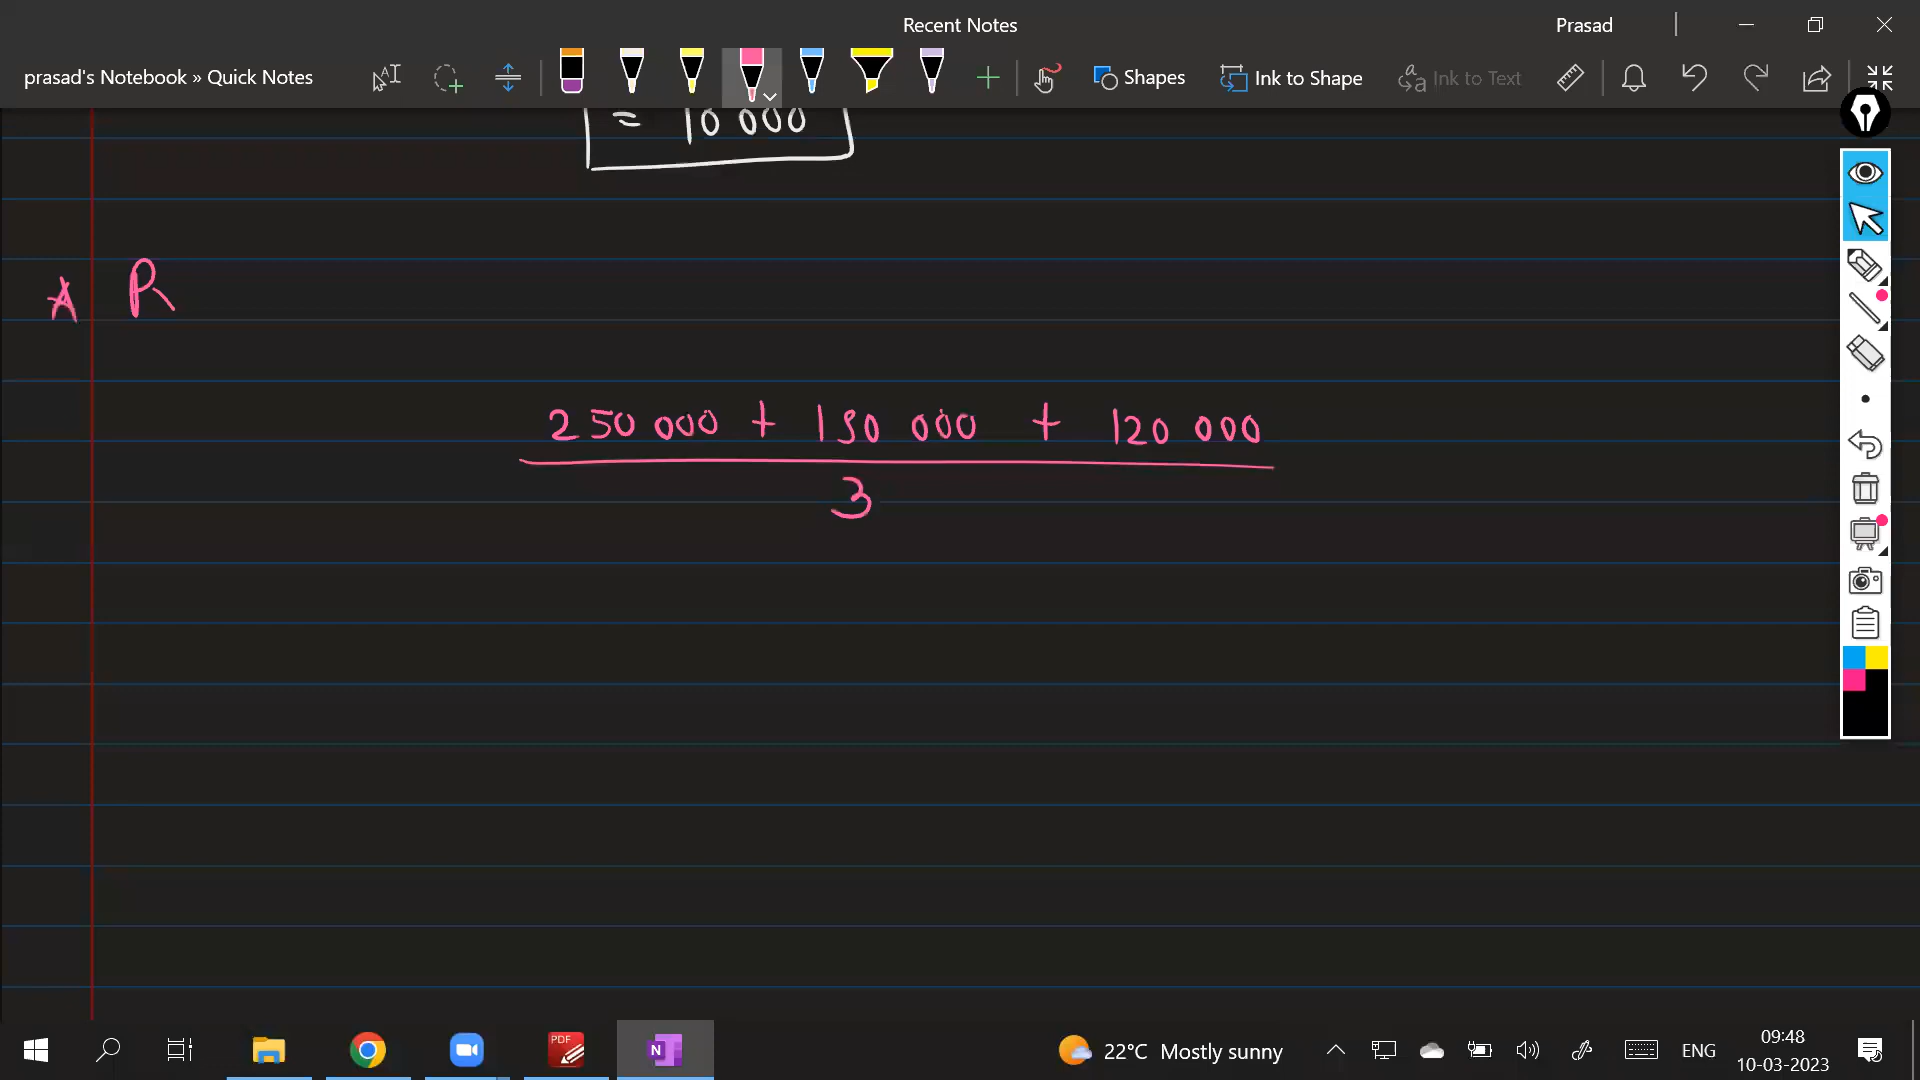 Recent Notes
Prasad
prasad's Notebook » Quick Notes
Shapes
Ink to Shape
Ink to Text
= 10 000
A R
250 000 + 150 000 + 120 000
3
22°C Mostly sunny
ENG
09:48
10-03-2023
PDF
N